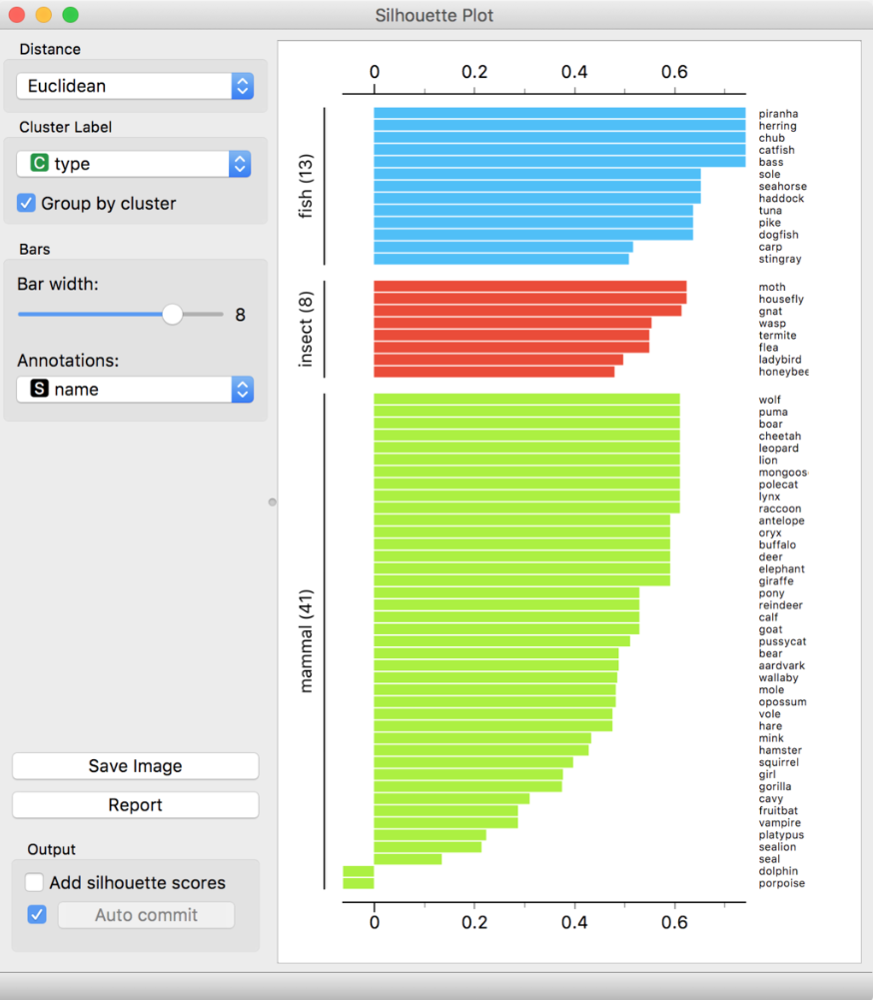 Silhouette Plot
Distance
Euclidean
Cluster Label
C type
Group by cluster
Bars
Bar width:
8
Annotations:
S name
Save Image
Report
Output
Add silhouette scores
Auto commit
0 0.2 0.4 0.6
fish (13)
piranha
herring
chub
catfish
bass
sole
seahorse
haddock
tuna
pike
dogfish
carp
stingray
insect (8)
moth
housefly
gnat
wasp
termite
flea
ladybird
honeybee
mammal (41)
wolf
puma
boar
cheetah
leopard
lion
mongoos
polecat
lynx
raccoon
antelope
oryx
buffalo
deer
elephant
giraffe
pony
reindeer
calf
goat
pussycat
bear
aardvark
wallaby
mole
opossum
vole
hare
mink
hamster
squirrel
girl
gorilla
cavy
fruitbat
vampire
platypus
sealion
seal
dolphin
porpoise
0 0.2 0.4 0.6